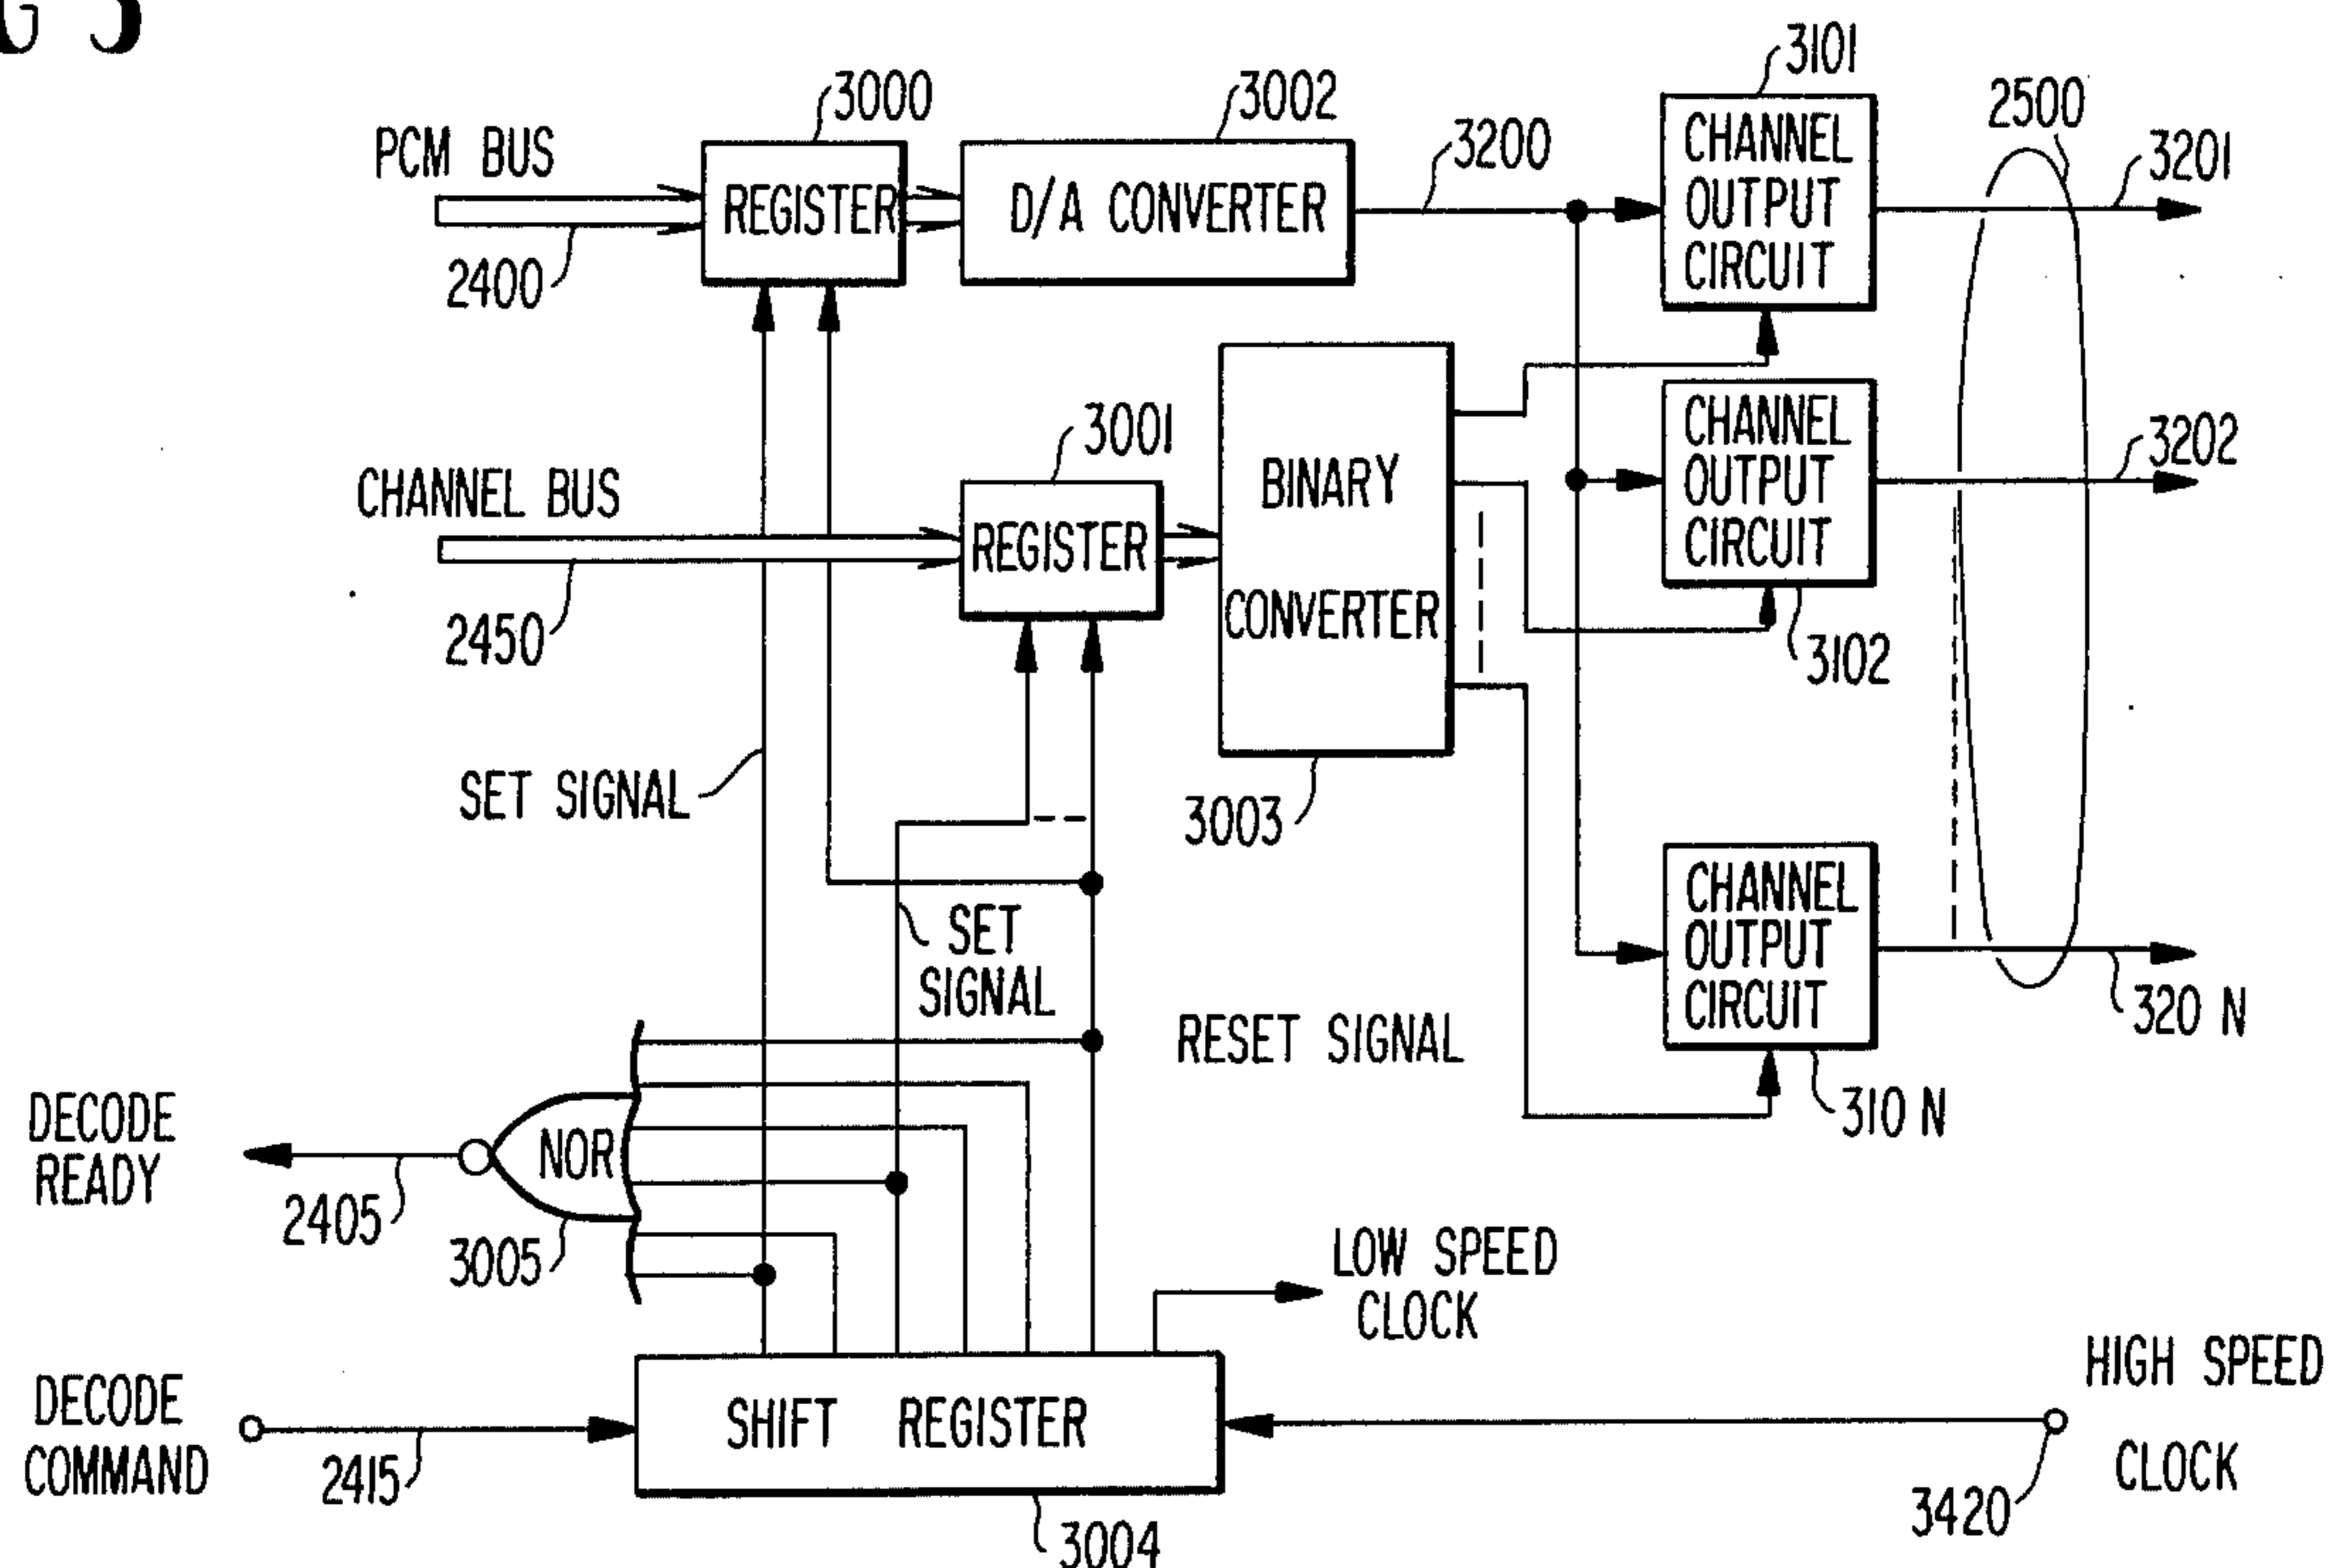 3101
3000
3002
2500
PCM BUS
3200
3201
REGISTER
D/A CONVERTER
CHANNEL
OUTPUT
CIRCUIT
2400
3001
CHANNEL BUS
3202
REGISTER
BINARY
CONVERTER
CHANNEL
OUTPUT
CIRCUIT
2450
3102
SET SIGNAL
3003
SET
SIGNAL
CHANNEL
OUTPUT
CIRCUIT
320 N
RESET SIGNAL
310 N
DECODE
READY
NOR
2405
3005
LOW SPEED
CLOCK
DECODE
COMMAND
SHIFT REGISTER
HIGH SPEED
CLOCK
2415
3420
3004